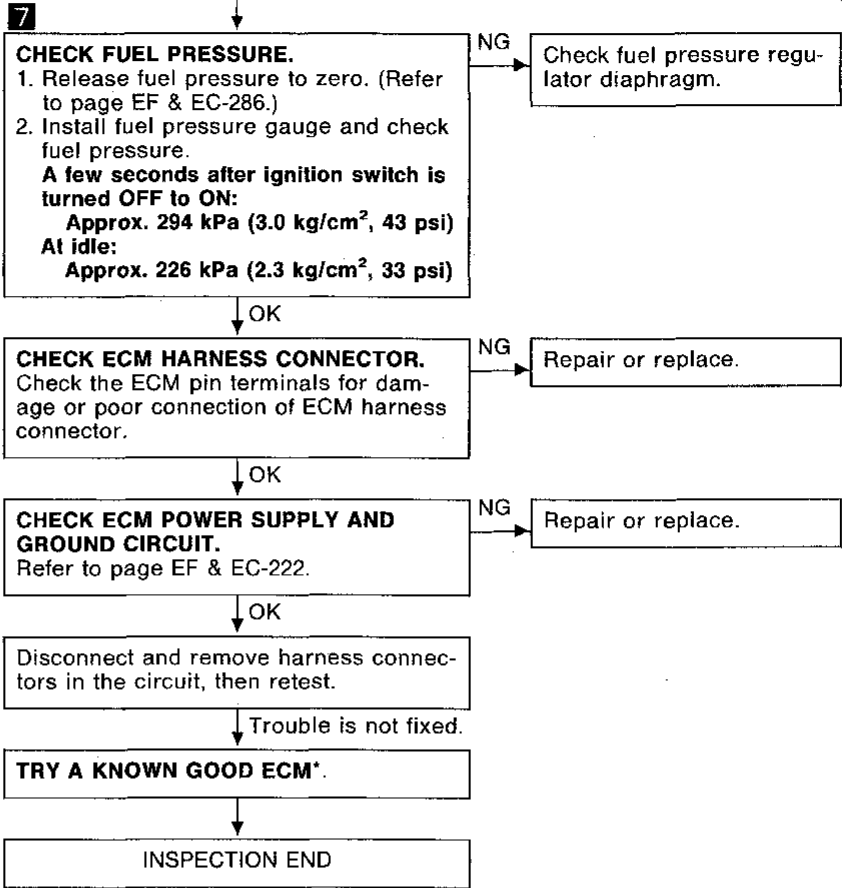 7
CHECK FUEL PRESSURE.
1. Release fuel pressure to zero. (Refer
to page EF & EC-286.)
2. Install fuel pressure gauge and check
fuel pressure.
A few seconds after ignition switch is
turned OFF to ON:
Approx. 294 kPa (3.0 kg/cm², 43 psi)
At idle:
Approx. 226 kPa (2.3 kg/cm², 33 psi)
NG
Check fuel pressure regu-
lator diaphragm.
OK
CHECK ECM HARNESS CONNECTOR.
Check the ECM pin terminals for dam-
age or poor connection of ECM harness
connector.
NG
Repair or replace.
OK
CHECK ECM POWER SUPPLY AND
GROUND CIRCUIT.
Refer to page EF & EC-222.
NG
Repair or replace.
OK
Disconnect and remove harness connec-
tors in the circuit, then retest.
Trouble is not fixed.
TRY A KNOWN GOOD ECM*.
INSPECTION END